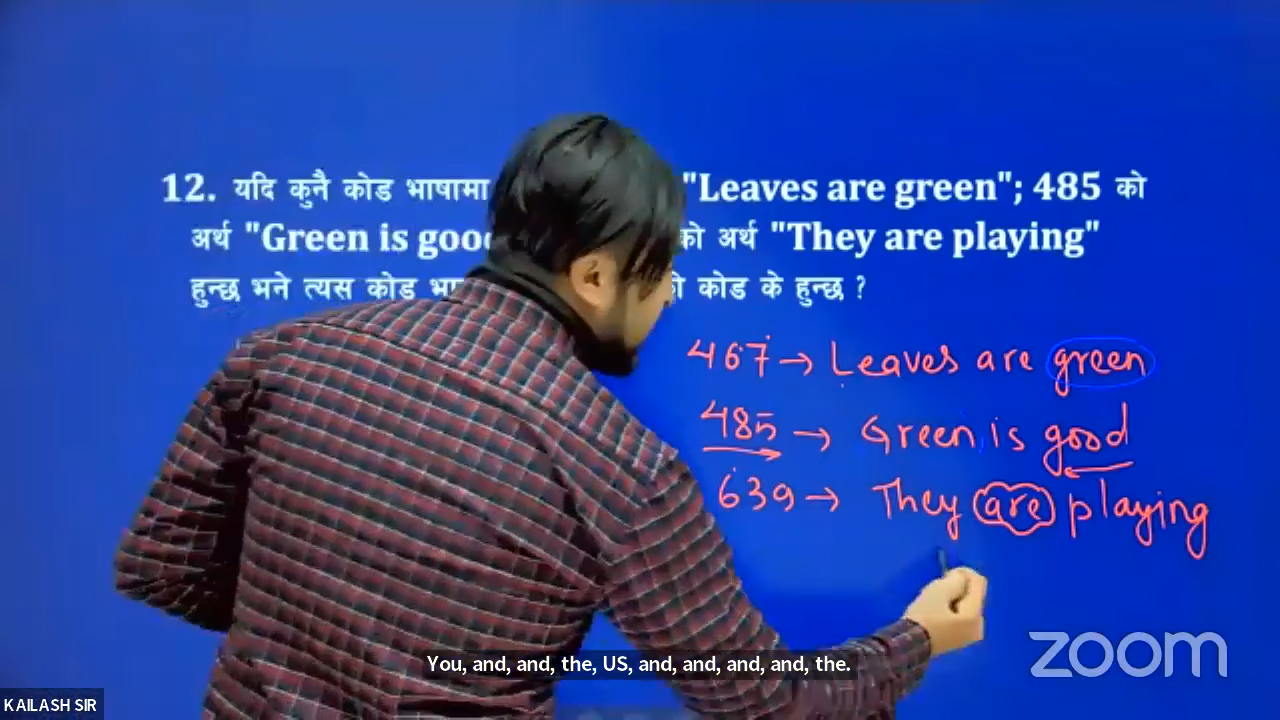 12. यदि कुनै कोड भाषामा "Leaves are green"; 485 को
अर्थ "Green is अर्थ "They are playing"
हुन्छ भने त्यस कोड कोड के हुन्छ ?
467 → Leaves are green
485 → Green is good
639 → They are playing
You, and, and, the, US, and, and, and, and, the.
zoom
KAILASH SIR